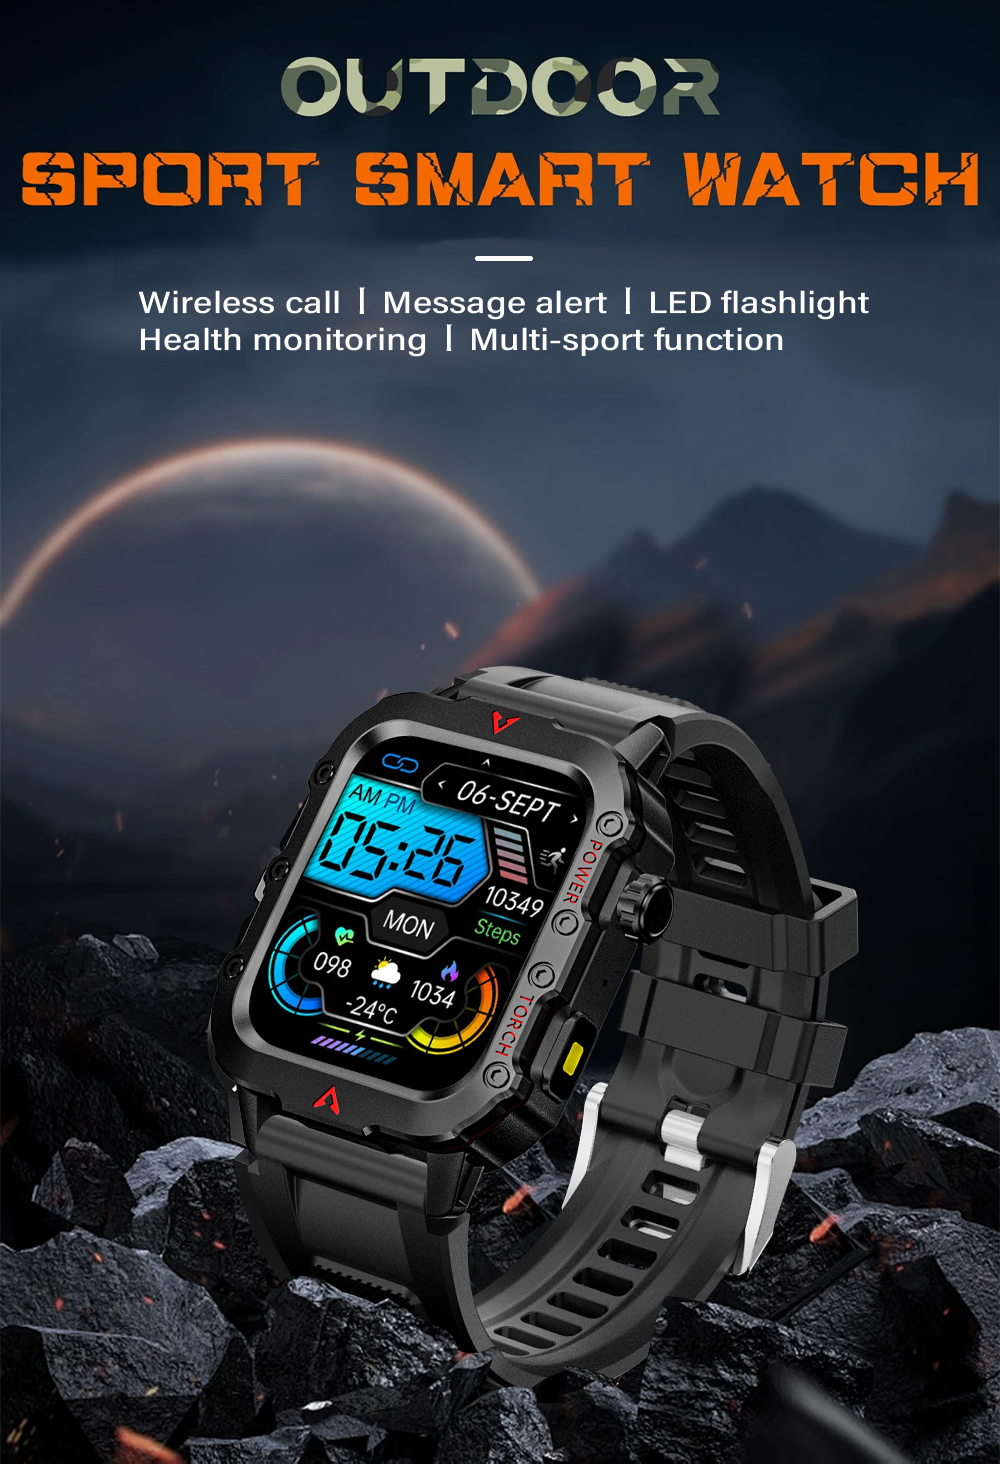 OUTDOOR
SPORT SMART WATCH
Wireless call | Message alert | LED flashlight
Health monitoring | Multi-sport function
06-SEPT
AM PM
05:26
POWER
10349
Steps
MON
098
1034
-24°C
TORCH